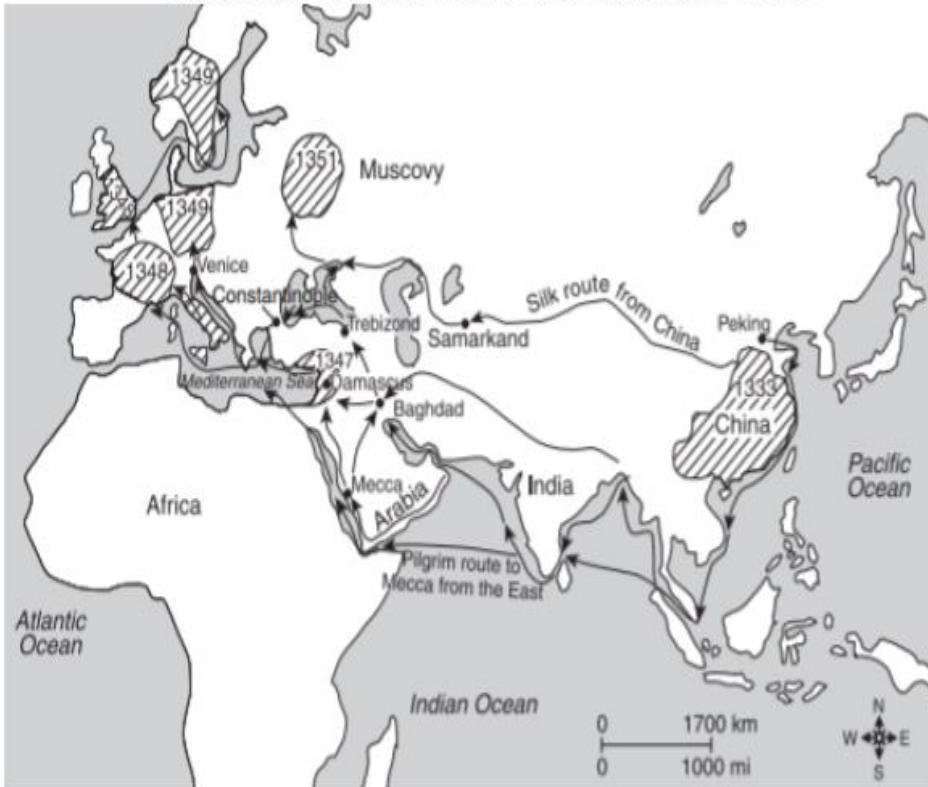 1349
1351
Muscovy
1349
1348
Venice
Constantinople
Silk route from China
Trebizond
Samarkand
Peking
1347
Mediterranean Sea
Damascus
1333
China
Baghdad
Mecca
Arabia
India
Africa
Pacific
Ocean
Pilgrim route to
Mecca from the East
Atlantic
Ocean
Indian Ocean
0 1700 km
0 1000 mi
N
W E
S